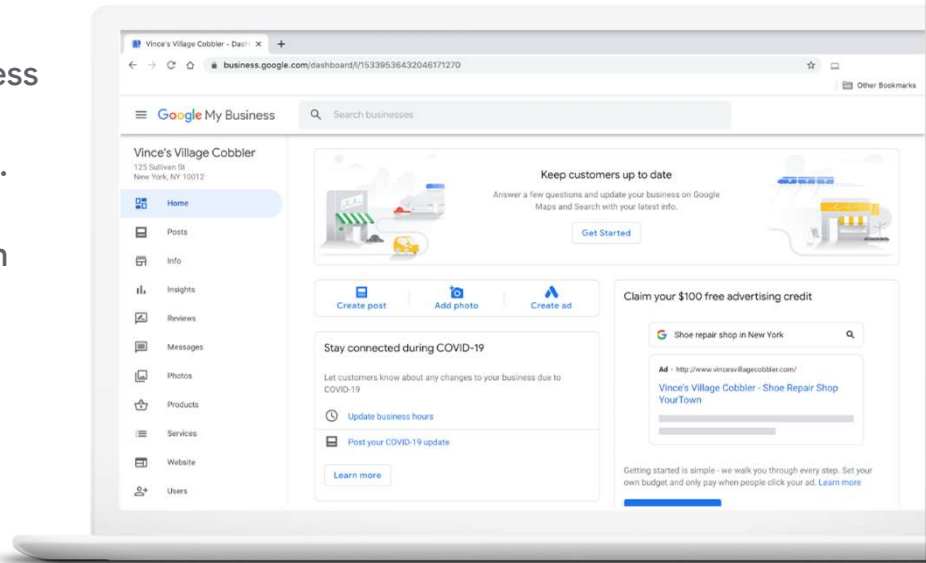 ess
.
n
Vince's Village Cobbler - Dash
business.google.com/dashboard/l/15339536432046171270
Other Bookmarks
Google My Business
Search businesses
Vince's Village Cobbler
125 Sullivan St
New York, NY 10012
Home
Posts
Info
Insights
Reviews
Messages
Photos
Products
Services
Website
Users
Keep customers up to date
Answer a few questions and update your business on Google
Maps and Search with your latest info.
Get Started
Create post
Add photo
Create ad
Stay connected during COVID-19
Let customers know about any changes to your business due to
COVID-19
Update business hours
Post your COVID-19 update
Learn more
Claim your $100 free advertising credit
Shoe repair shop in New York
Ad · http://www.vincesvillagecobbler.com/
Vince's Village Cobbler - Shoe Repair Shop
YourTown
Getting started is simple - we walk you through every step. Set your
own budget and only pay when people click your ad. Learn more